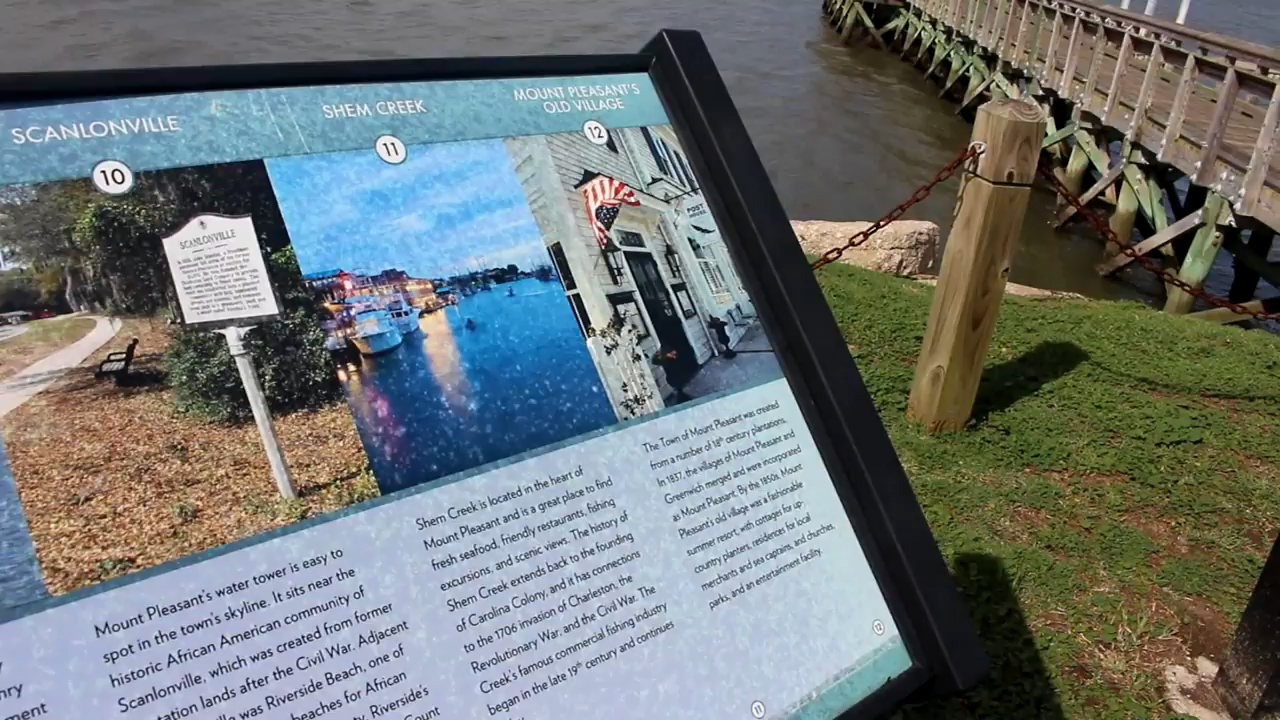 SCANLONVILLE
10
SCANLONVILLE
Mount Pleasant's water tower is easy to
spot in the town's skyline. It sits near the
historic African American community of
Scanlonville, which was created from former
tation lands after the Civil War. Adjacent
lle was Riverside Beach, one of
beaches for African
ty, Riverside's
Count
nry
ment
SHEM CREEK
11
Shem Creek is located in the heart of
Mount Pleasant and is a great place to find
fresh seafood, friendly restaurants, fishing
excursions, and scenic views. The history of
Shem Creek extends back to the founding
of Carolina Colony, and it has connections
to the 1706 invasion of Charleston, the
Revolutionary War, and the Civil War. The
Creek's famous commercial fishing industry
began in the late 19th century and continues
11
MOUNT PLEASANT'S
OLD VILLAGE
12
POST
The Town of Mount Pleasant was created
from a number of 18th century plantations.
In 1837, the villages of Mount Pleasant and
Greenwich merged and were incorporated
as Mount Pleasant. By the 1850s, Mount
Pleasant's old village was a fashionable
summer resort, with cottages for up-
country planters, residences for local
merchants and sea captains, and churches,
parks, and an entertainment facility.
12